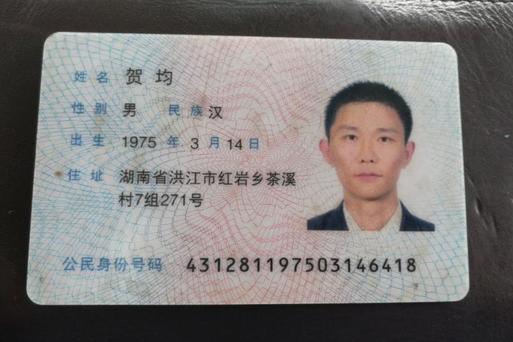 姓名 贺均
性别 男 民族 汉
出生 1975 年 3 月 14 日
住址 湖南省洪江市红岩乡茶溪
村7组271号
公民身份号码 431281197503146418